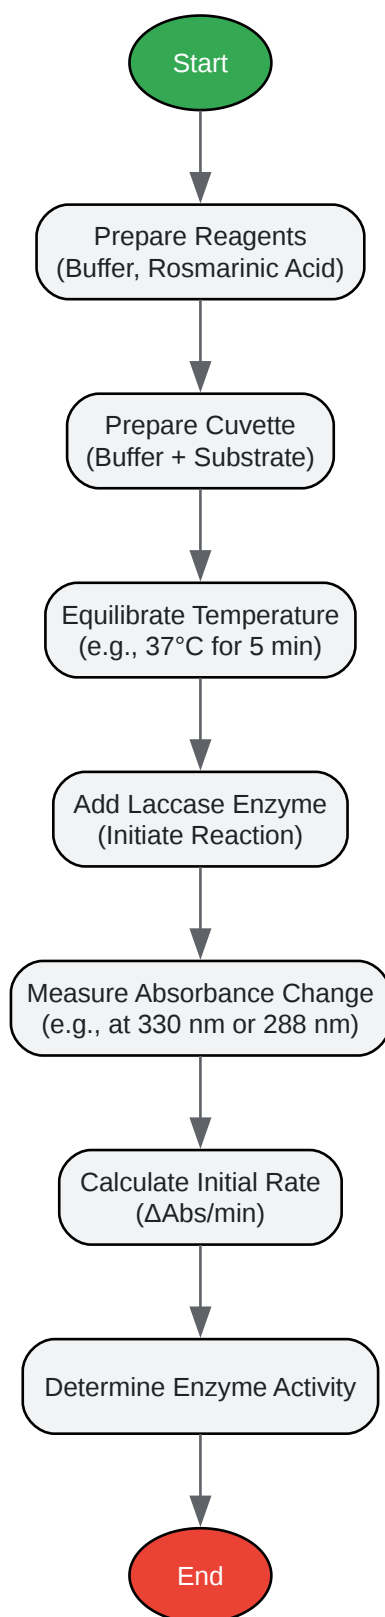 Start
Prepare Reagents
(Buffer, Rosmarinic Acid)
Prepare Cuvette
(Buffer + Substrate)
Equilibrate Temperature
(e.g., 37°C for 5 min)
Add Laccase Enzyme
(Initiate Reaction)
Measure Absorbance Change
(e.g., at 330 nm or 288 nm)
Calculate Initial Rate
(ΔAbs/min)
Determine Enzyme Activity
End